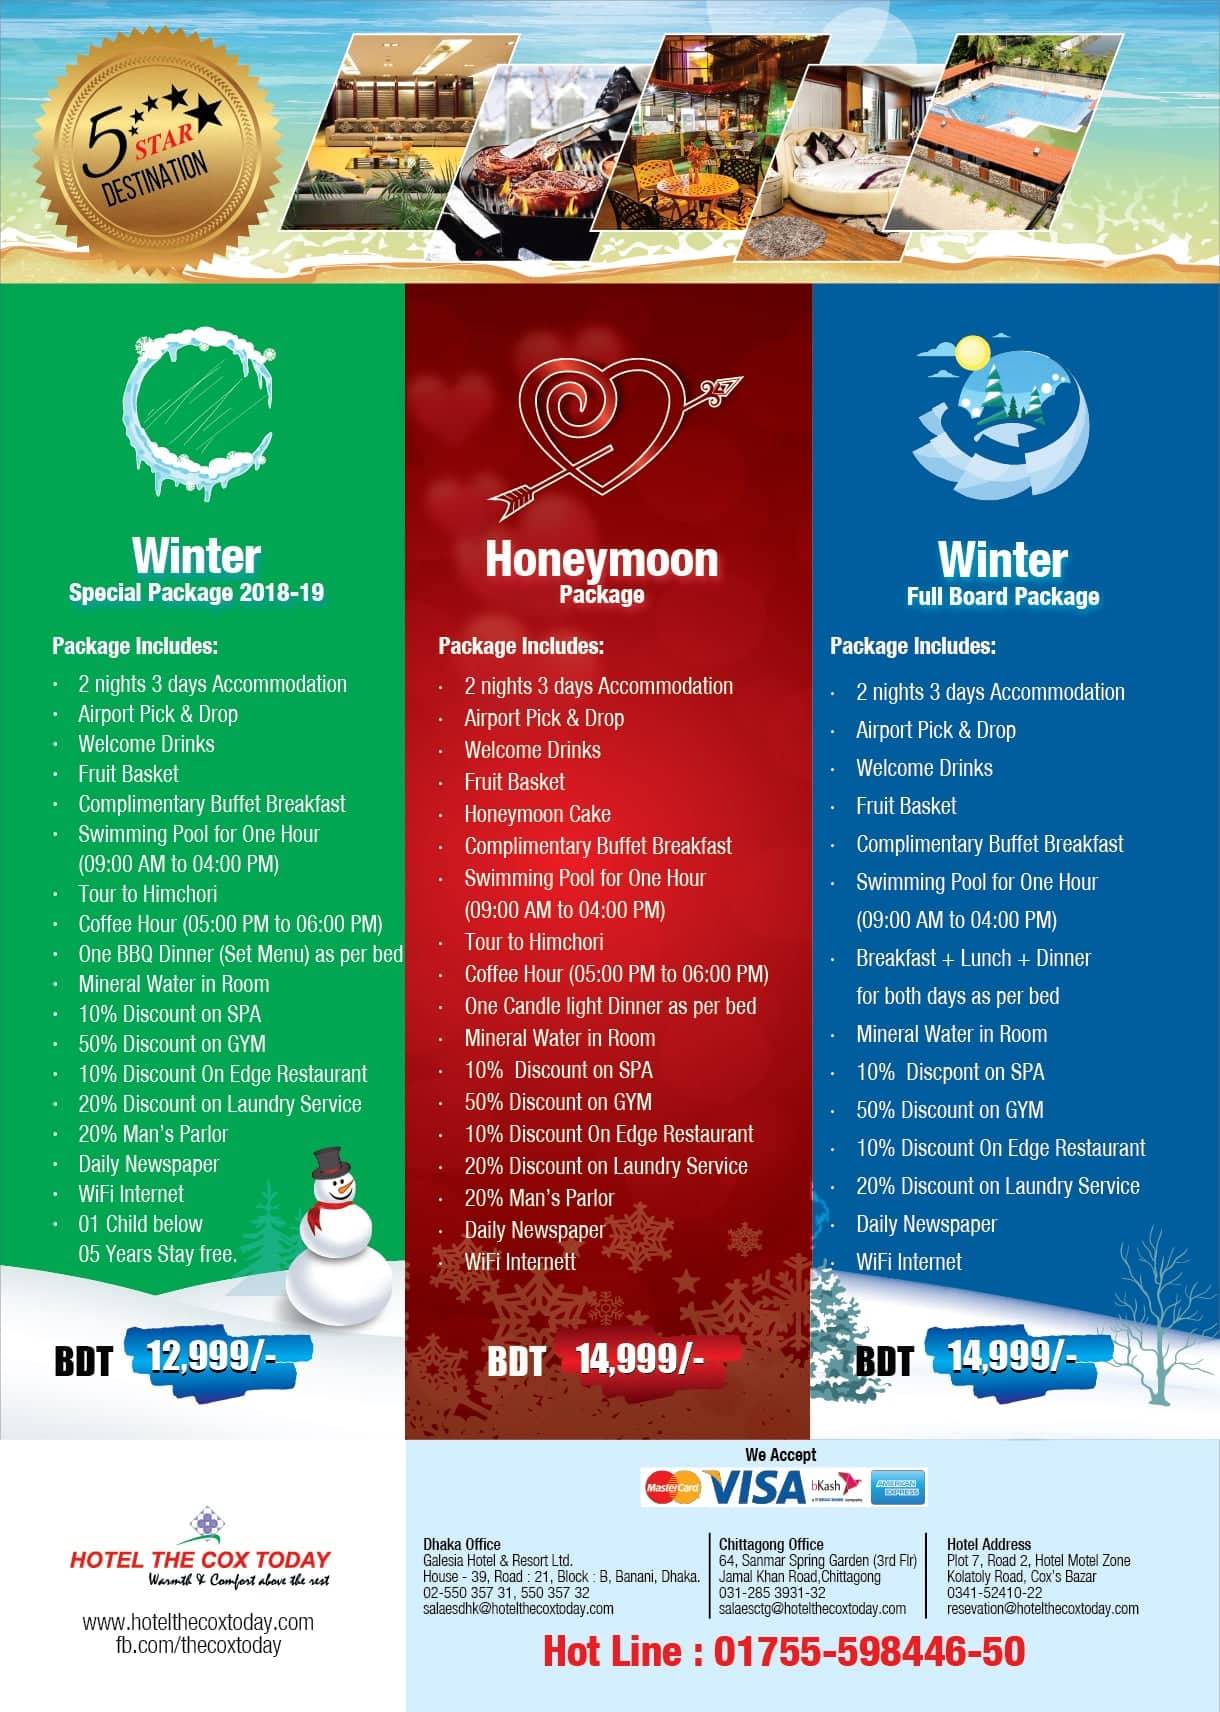 5
STAR
DESTINATION
Winter
Special Package 2018-19
Package Includes:
· 2 nights 3 days Accommodation
· Airport Pick & Drop
· Welcome Drinks
· Fruit Basket
· Complimentary Buffet Breakfast
· Swimming Pool for One Hour
(09:00 AM to 04:00 PM)
· Tour to Himchori
· Coffee Hour (05:00 PM to 06:00 PM)
· One BBQ Dinner (Set Menu) as per bed
· Mineral Water in Room
· 10% Discount on SPA
· 50% Discount on GYM
· 10% Discount On Edge Restaurant
· 20% Discount on Laundry Service
· 20% Man’s Parlor
· Daily Newspaper
· WiFi Internet
· 01 Child below
05 Years Stay free.
BDT 12,999/-
Honeymoon
Package
Package Includes:
· 2 nights 3 days Accommodation
· Airport Pick & Drop
· Welcome Drinks
· Fruit Basket
· Honeymoon Cake
· Complimentary Buffet Breakfast
· Swimming Pool for One Hour
(09:00 AM to 04:00 PM)
· Tour to Himchori
· Coffee Hour (05:00 PM to 06:00 PM)
· One Candle light Dinner as per bed
· Mineral Water in Room
· 10% Discount on SPA
· 50% Discount on GYM
· 10% Discount On Edge Restaurant
· 20% Discount on Laundry Service
· 20% Man’s Parlor
· Daily Newspaper
· WiFi Internett
BDT 14,999/-
Winter
Full Board Package
Package Includes:
· 2 nights 3 days Accommodation
· Airport Pick & Drop
· Welcome Drinks
· Fruit Basket
· Complimentary Buffet Breakfast
· Swimming Pool for One Hour
(09:00 AM to 04:00 PM)
· Breakfast + Lunch + Dinner
for both days as per bed
· Mineral Water in Room
· 10% Discpont on SPA
· 50% Discount on GYM
· 10% Discount On Edge Restaurant
· 20% Discount on Laundry Service
· Daily Newspaper
· WiFi Internet
BDT 14,999/-
HOTEL THE COX TODAY
Warmth & Comfort above the rest
www.hotelthecoxtoday.com
fb.com/thecoxtoday
We Accept
MasterCard VISA bKash AMERICAN EXPRESS
Dhaka Office
Galesia Hotel & Resort Ltd.
House - 39, Road : 21, Block : B, Banani, Dhaka.
02-550 357 31, 550 357 32
salaesdhk@hotelthecoxtoday.com
Chittagong Office
64, Sanmar Spring Garden (3rd Flr)
Jamal Khan Road,Chittagong
031-285 3931-32
salaesctg@hotelthecoxtoday.com
Hotel Address
Plot 7, Road 2, Hotel Motel Zone
Kolatoly Road, Cox's Bazar
0341-52410-22
resevation@hotelthecoxtoday.com
Hot Line : 01755-598446-50